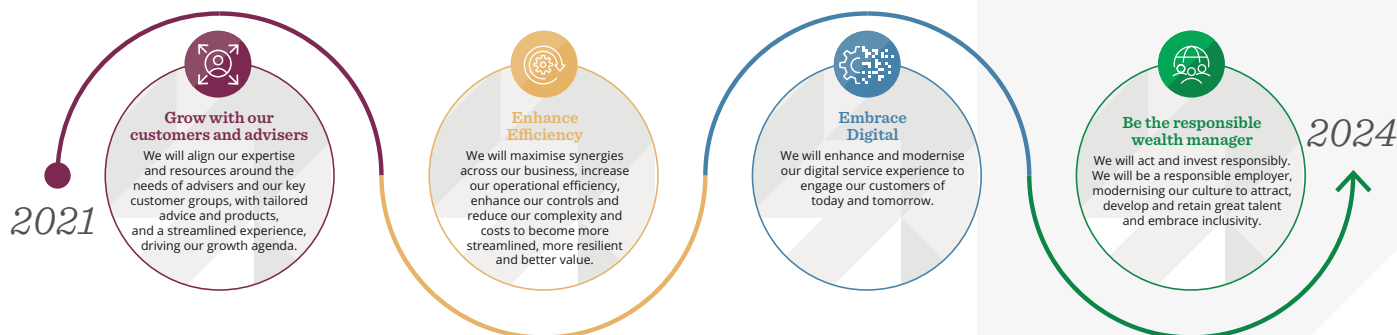 2021
Grow with our
customers and advisers
We will align our expertise
and resources around the
needs of advisers and our key
customer groups, with tailored
advice and products,
and a streamlined experience,
driving our growth agenda.
Enhance
Efficiency
We will maximise synergies
across our business, increase
our operational efficiency,
enhance our controls and
reduce our complexity and
costs to become more
streamlined, more resilient
and better value.
Embrace
Digital
We will enhance and modernise
our digital service experience to
engage our customers of
today and tomorrow.
Be the responsible
wealth manager
We will act and invest responsibly.
We will be a responsible employer,
modernising our culture to attract,
develop and retain great talent
and embrace inclusivity.
2024